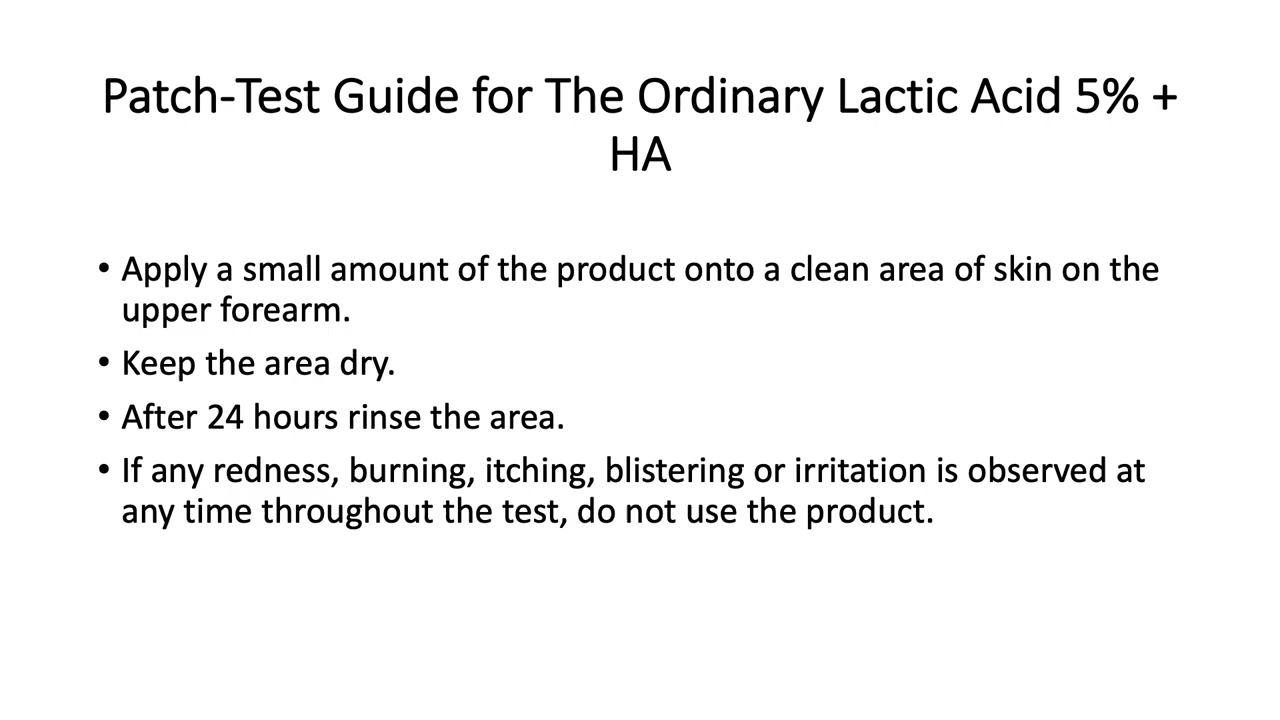 Patch-Test Guide for The Ordinary Lactic Acid 5% +
HA
• Apply a small amount of the product onto a clean area of skin on the
upper forearm.
• Keep the area dry.
• After 24 hours rinse the area.
• If any redness, burning, itching, blistering or irritation is observed at
any time throughout the test, do not use the product.